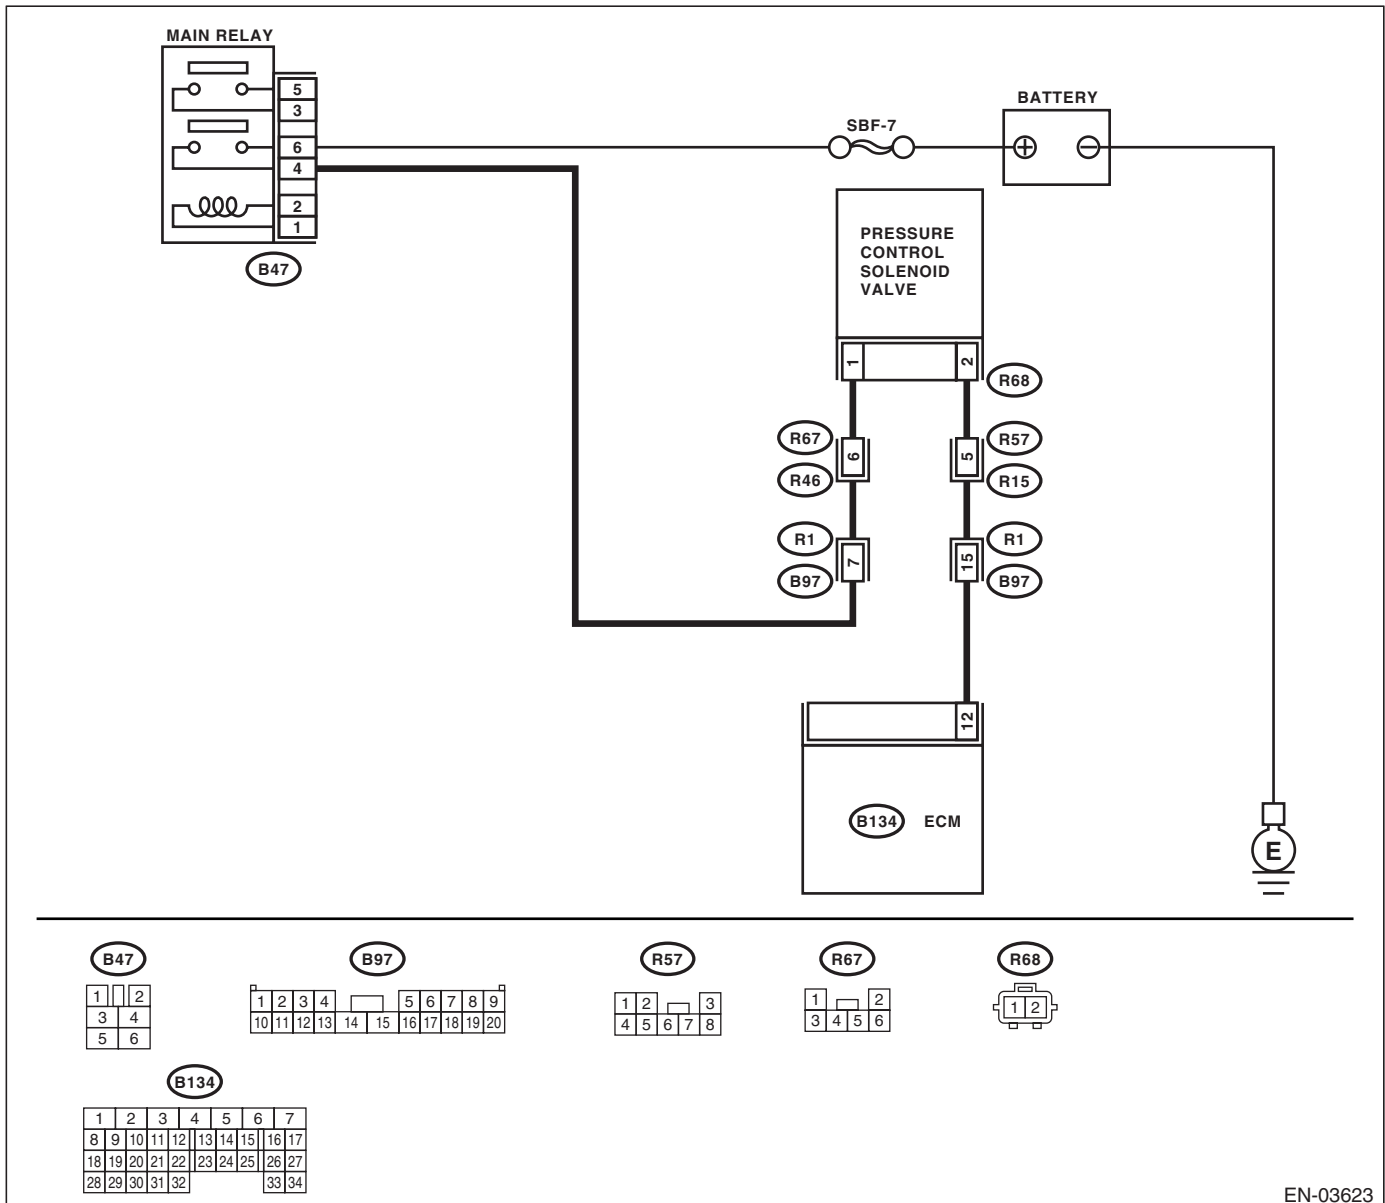 MAIN RELAY
5
3
6
4
2
1
B47
SBF-7
BATTERY
+ −
PRESSURE
CONTROL
SOLENOID
VALVE
1 2
R68
R67 6 5 R57
R46 R15
R1 7 15 R1
B97 B97
12
B134 ECM
E
B47
1 2
3 4
5 6
B97
1 2 3 4 5 6 7 8 9
10 11 12 13 14 15 16 17 18 19 20
R57
1 2 3
4 5 6 7 8
R67
1 2
3 4 5 6
R68
1 2
B134
1 2 3 4 5 6 7
8 9 10 11 12 13 14 15 16 17
18 19 20 21 22 23 24 25 26 27
28 29 30 31 32 33 34
EN-03623